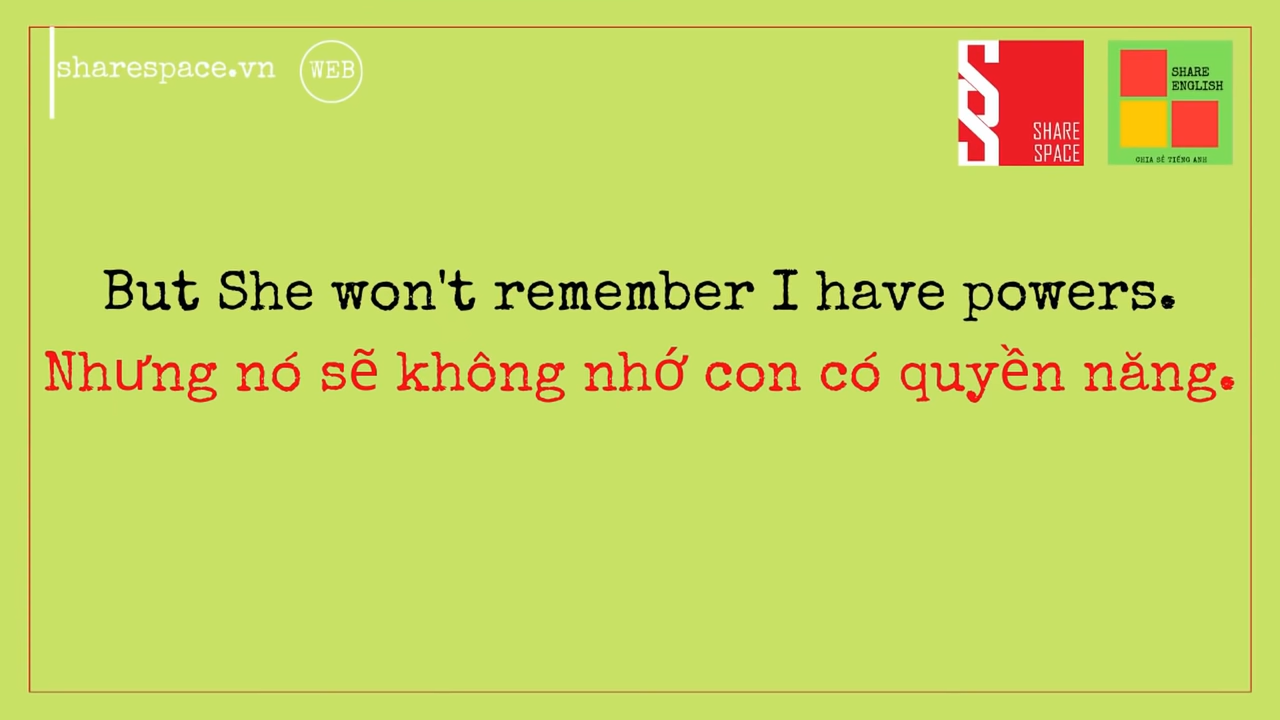 sharespace.vn WEB
SHARE
SPACE
SHARE
ENGLISH
CHIA SẺ TIẾNG ANH
But She won't remember I have powers.
Nhưng nó sẽ không nhớ con có quyền năng.